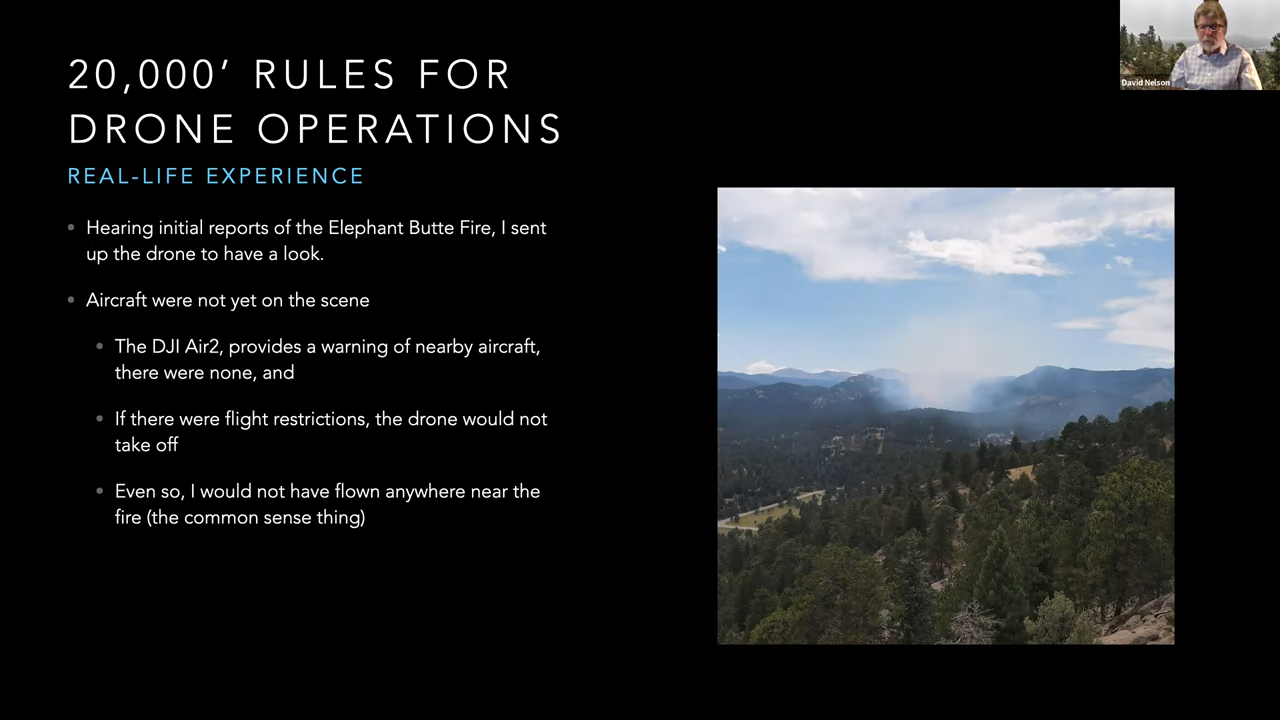 20,000’ RULES FOR
DRONE OPERATIONS
REAL-LIFE EXPERIENCE
• Hearing initial reports of the Elephant Butte Fire, I sent
up the drone to have a look.
• Aircraft were not yet on the scene
• The DJI Air2, provides a warning of nearby aircraft,
there were none, and
• If there were flight restrictions, the drone would not
take off
• Even so, I would not have flown anywhere near the
fire (the common sense thing)
David Nelson